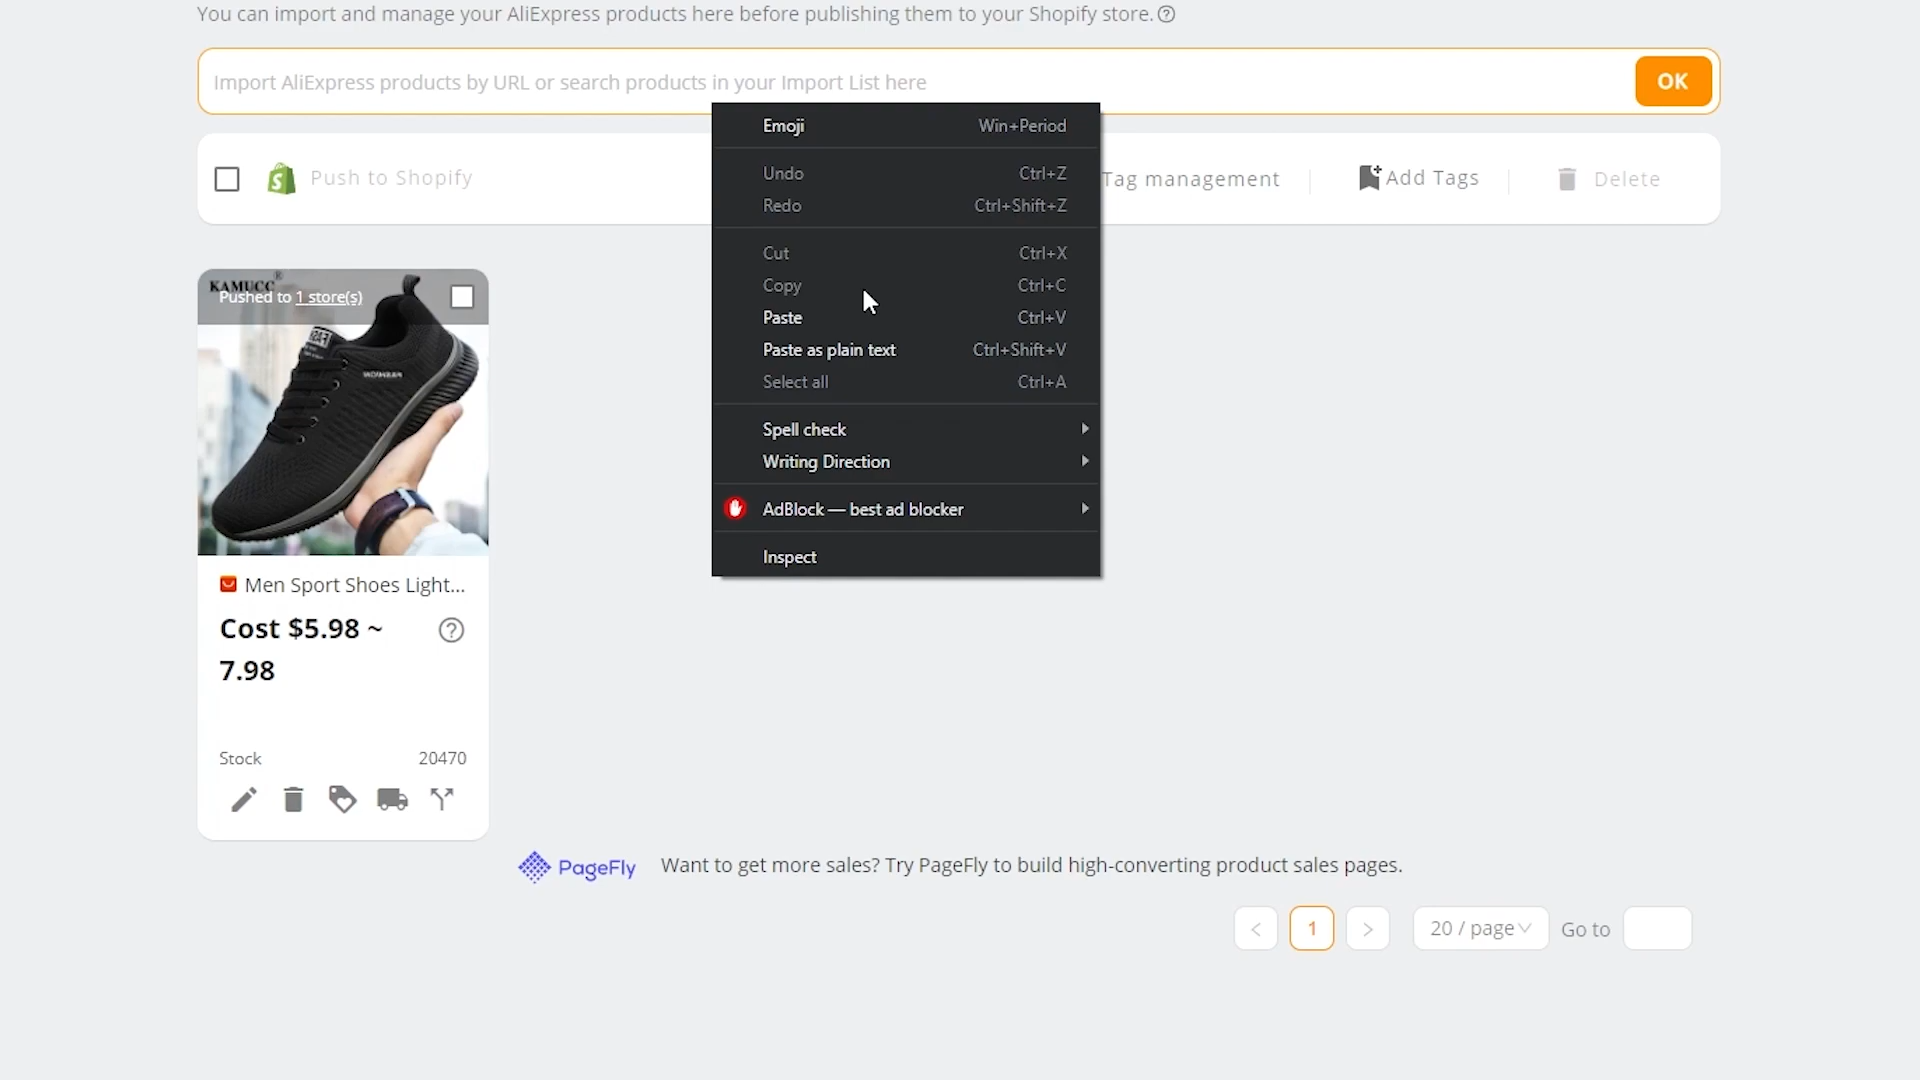 You can import and manage your AliExpress products here before publishing them to your Shopify store.
Import AliExpress products by URL or search products in your Import List here
OK
Push to Shopify
Tag management
Add Tags
Delete
Emoji Win+Period
Undo Ctrl+Z
Redo Ctrl+Shift+Z
Cut Ctrl+X
Copy Ctrl+C
Paste Ctrl+V
Paste as plain text Ctrl+Shift+V
Select all Ctrl+A
Spell check
Writing Direction
AdBlock — best ad blocker
Inspect
KAMUCC®
Pushed to 1 store(s)
Men Sport Shoes Light...
Cost $5.98 ~
7.98
Stock 20470
PageFly Want to get more sales? Try PageFly to build high-converting product sales pages.
< 1 > 20 / page Go to